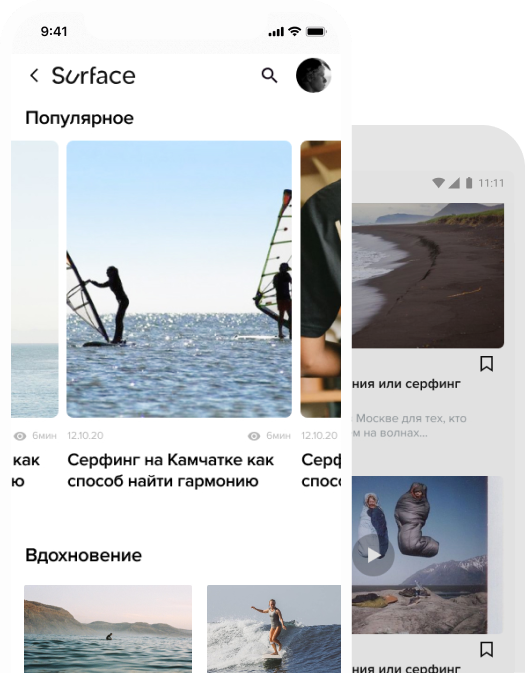 9:41
Surface
Популярное
6мин
12.10.20
6мин
12.10.20
как
ю
Серфинг на Камчатке как
способ найти гармонию
Серф
спосо
Вдохновение
11:11
ния или серфинг
Москве для тех, кто
м на волнах...
ния или серфинг